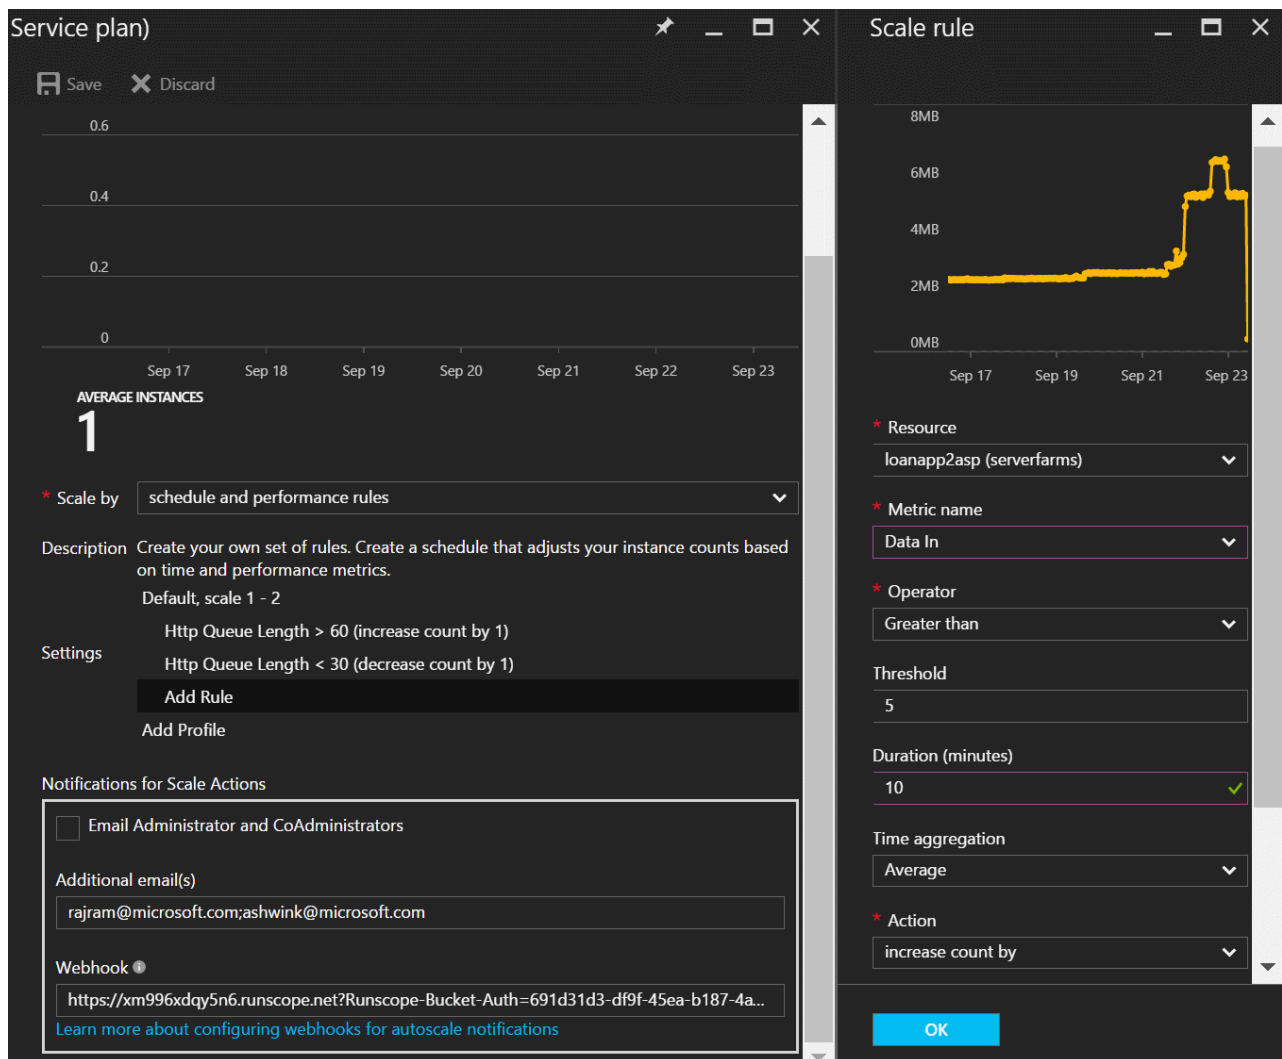 Service plan)
Save
Discard
0.6
0.4
0.2
0
Sep 17
Sep 18
Sep 19
Sep 20
Sep 21
Sep 22
Sep 23
AVERAGE INSTANCES
1
* Scale by
schedule and performance rules
Description
Create your own set of rules. Create a schedule that adjusts your instance counts based
on time and performance metrics.
Settings
Default, scale 1 - 2
Http Queue Length > 60 (increase count by 1)
Http Queue Length < 30 (decrease count by 1)
Add Rule
Add Profile
Notifications for Scale Actions
Email Administrator and CoAdministrators
Additional email(s)
rajram@microsoft.com;ashwink@microsoft.com
Webhook
https://xm996xdqy5n6.runscope.net?Runscope-Bucket-Auth=691d31d3-df9f-45ea-b187-4a...
Learn more about configuring webhooks for autoscale notifications
Scale rule
8MB
6MB
4MB
2MB
0MB
Sep 17
Sep 19
Sep 21
Sep 23
* Resource
loanapp2asp (serverfarms)
* Metric name
Data In
* Operator
Greater than
Threshold
5
Duration (minutes)
10
Time aggregation
Average
* Action
increase count by
OK